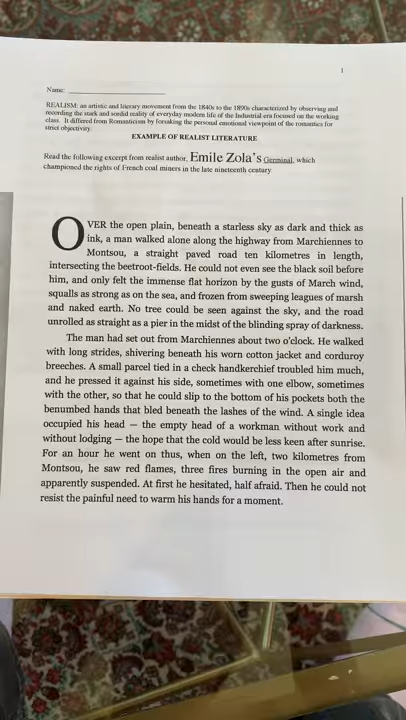 1
Name:
REALISM: an artistic and literary movement from the 1840s to the 1890s characterized by observing and
recording the stark and sordid reality of everyday modern life of the Industrial era focused on the working
class. It differed from Romanticism by forsaking the personal emotional viewpoint of the romantics for
strict objectivity.
EXAMPLE OF REALIST LITERATURE
Read the following excerpt from realist author, Emile Zola's Germinal, which
championed the rights of French coal miners in the late nineteenth century
OVER the open plain, beneath a starless sky as dark and thick as
ink, a man walked alone along the highway from Marchiennes to
Montsou, a straight paved road ten kilometres in length,
intersecting the beetroot-fields. He could not even see the black soil before
him, and only felt the immense flat horizon by the gusts of March wind,
squalls as strong as on the sea, and frozen from sweeping leagues of marsh
and naked earth. No tree could be seen against the sky, and the road
unrolled as straight as a pier in the midst of the blinding spray of darkness.
The man had set out from Marchiennes about two o'clock. He walked
with long strides, shivering beneath his worn cotton jacket and corduroy
breeches. A small parcel tied in a check handkerchief troubled him much,
and he pressed it against his side, sometimes with one elbow, sometimes
with the other, so that he could slip to the bottom of his pockets both the
benumbed hands that bled beneath the lashes of the wind. A single idea
occupied his head — the empty head of a workman without work and
without lodging — the hope that the cold would be less keen after sunrise.
For an hour he went on thus, when on the left, two kilometres from
Montsou, he saw red flames, three fires burning in the open air and
apparently suspended. At first he hesitated, half afraid. Then he could not
resist the painful need to warm his hands for a moment.